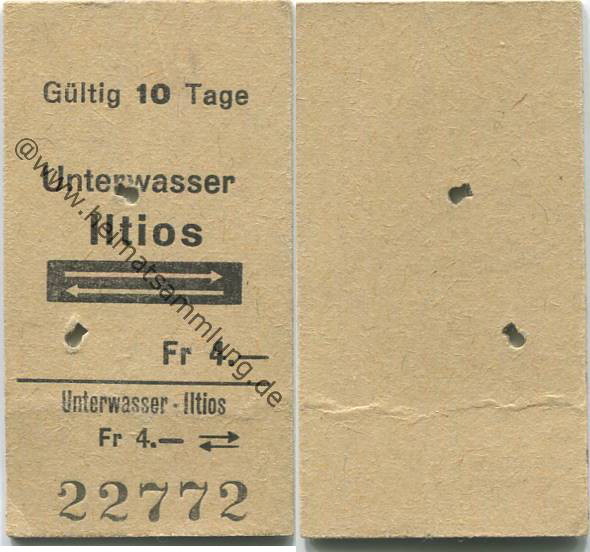 Gültig 10 Tage
Unterwasser
Iltios
Fr 4.—
Unterwasser - Iltios
Fr 4.—
22772
@www.heimatsammlung.de